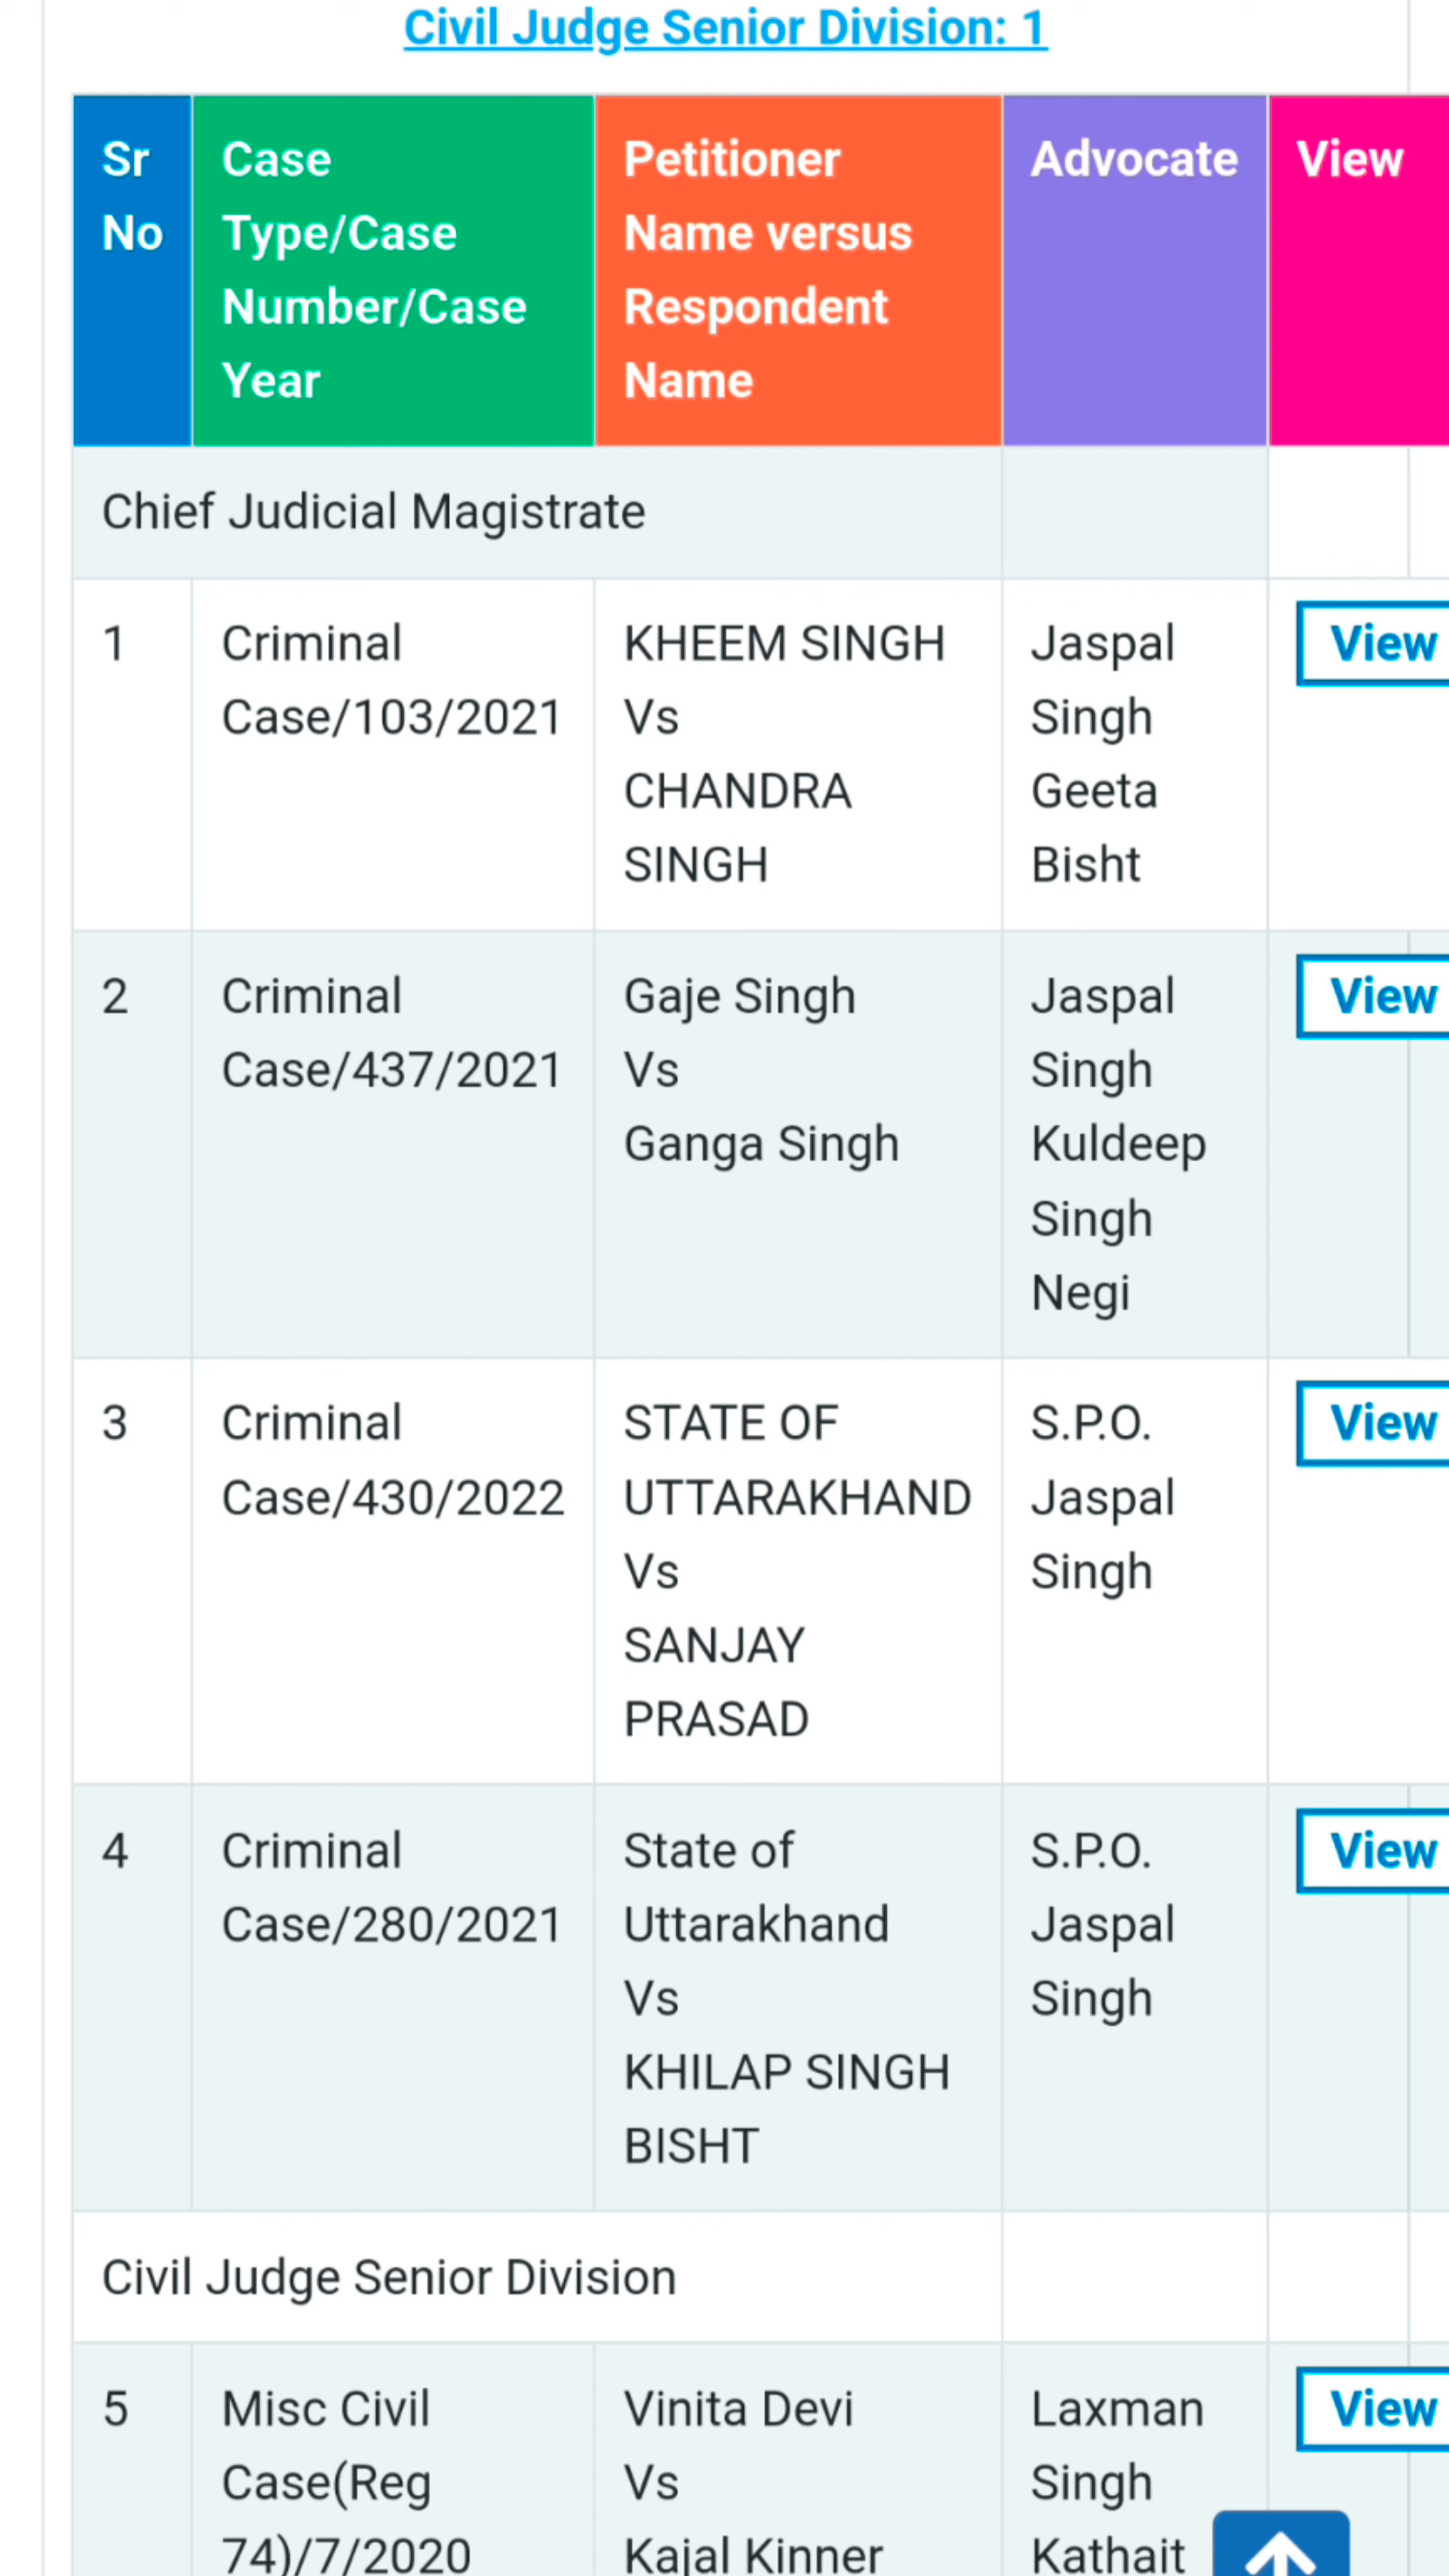 Civil Judge Senior Division: 1
Sr
No
Case
Type/Case
Number/Case
Year
Petitioner
Name versus
Respondent
Name
Advocate
View
Chief Judicial Magistrate
1
Criminal
Case/103/2021
KHEEM SINGH
Vs
CHANDRA
SINGH
Jaspal
Singh
Geeta
Bisht
View
2
Criminal
Case/437/2021
Gaje Singh
Vs
Ganga Singh
Jaspal
Singh
Kuldeep
Singh
Negi
View
3
Criminal
Case/430/2022
STATE OF
UTTARAKHAND
Vs
SANJAY
PRASAD
S.P.O.
Jaspal
Singh
View
4
Criminal
Case/280/2021
State of
Uttarakhand
Vs
KHILAP SINGH
BISHT
S.P.O.
Jaspal
Singh
View
Civil Judge Senior Division
5
Misc Civil
Case(Reg
74)/7/2020
Vinita Devi
Vs
Kajal Kinner
Laxman
Singh
Kathait
View